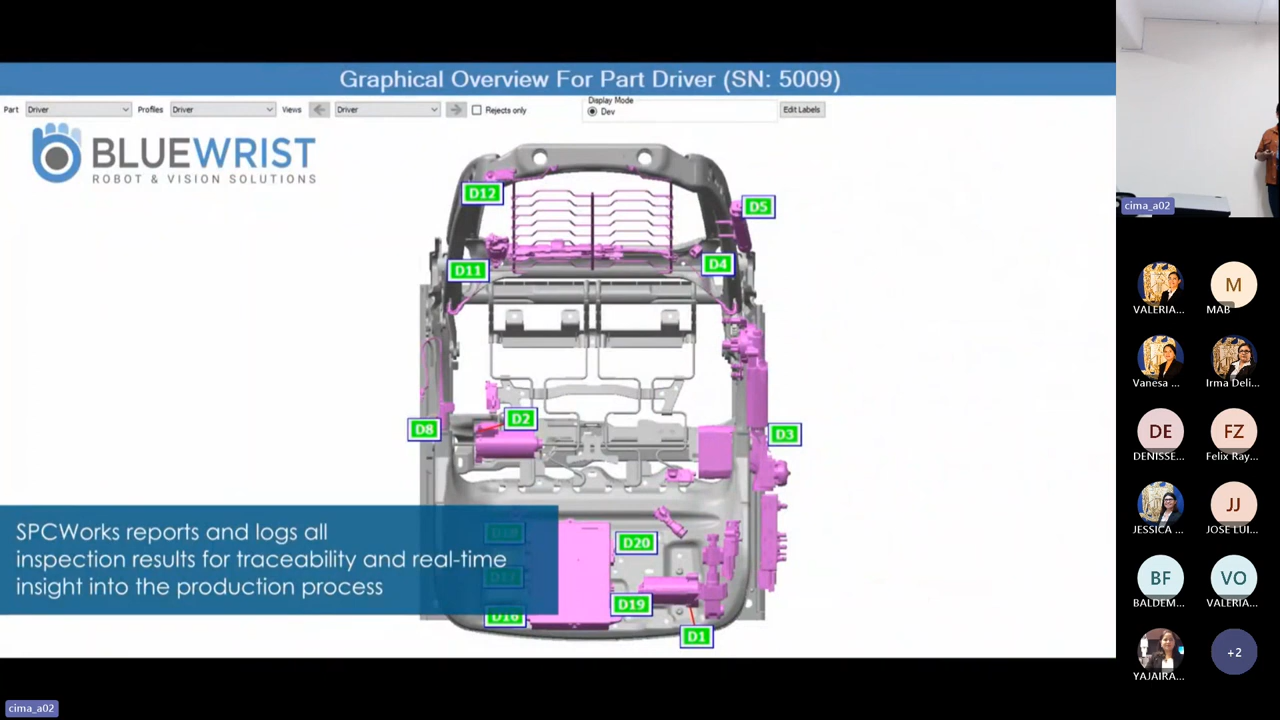 Graphical Overview For Part Driver (SN: 5009)
Part Driver Profiles Driver Views Driver Rejects only Display Mode Dev Edit Labels
BLUEWRIST
ROBOT & VISION SOLUTIONS
D12
D5
D11
D4
D2
D8
D3
D20
D19
D16
D1
SPCWorks reports and logs all
inspection results for traceability and real-time
insight into the production process
cima_a02
cima_a02
VALERIA...
M
MAB
Vanesa ...
Irma Deli...
DE
DENISSE...
FZ
Felix Ray...
JESSICA ...
JJ
JOSE LUI...
BF
BALDEM...
VO
VALERIA...
YAJAIRA...
+2